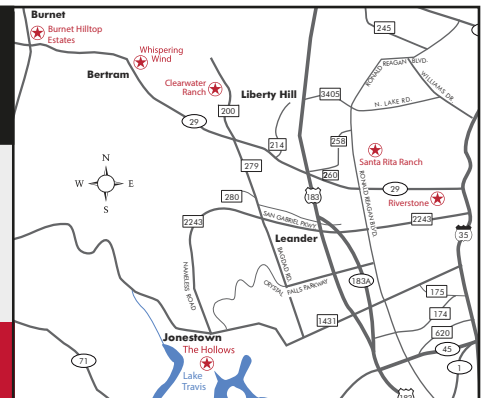 Burnet
Burnet Hilltop
Estates
Whispering
Wind
Bertram
Clearwater
Ranch
Liberty Hill
245
RONALD REAGAN BLVD.
WILLIAMS DR.
3405
N. LAKE RD.
200
29
214
258
Santa Rita Ranch
279
260
N
W
E
S
280
183
29
Riverstone
2243
SAN GABRIEL PKWY.
2243
35
RONALD REAGAN BLVD.
Leander
BAGDAD RD.
NAMELESS ROAD
CRYSTAL FALLS PARKWAY
183A
175
1431
174
620
Jonestown
The Hollows
45
71
Lake
Travis
1